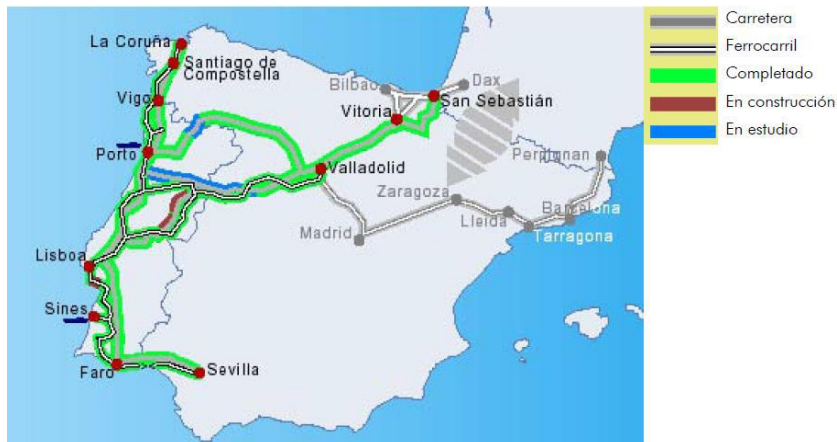 La Coruña
Santiago de
Compostella
Vigo
Porto
Bilbao
Dax
San Sebastián
Vitoria
Valladolid
Perpignan
Zaragoza
Lleida
Barcelona
Tarragona
Madrid
Lisboa
Sines
Faro
Sevilla
Carretera
Ferrocarril
Completado
En construcción
En estudio